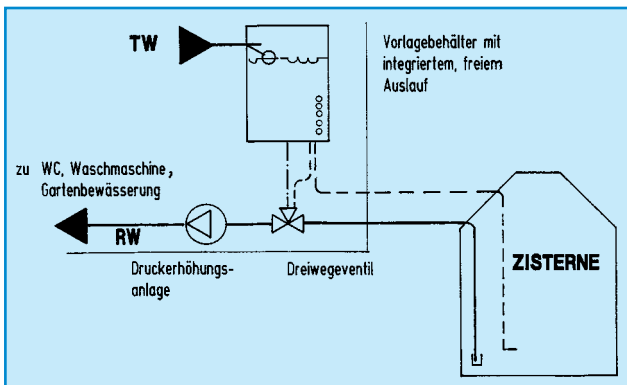 TW
Vorlagebehälter mit
integriertem, freiem
Auslauf
zu WC, Waschmaschine,
Gartenbewässerung
RW
Druckerhöhungs-
anlage
Dreiwegeventil
ZISTERNE